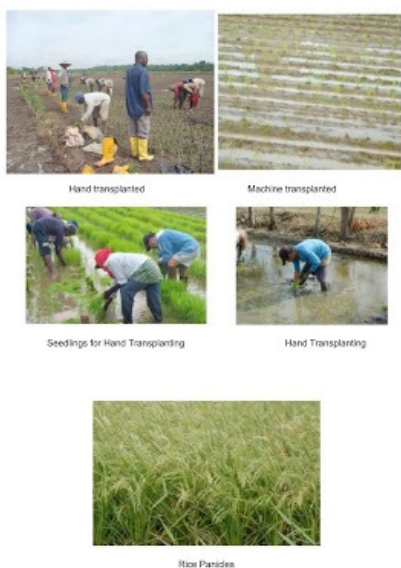 Hand transplanted
Machine transplanted
Seedlings for Hand Transplanting
Hand Transplanting
Rice Panicles